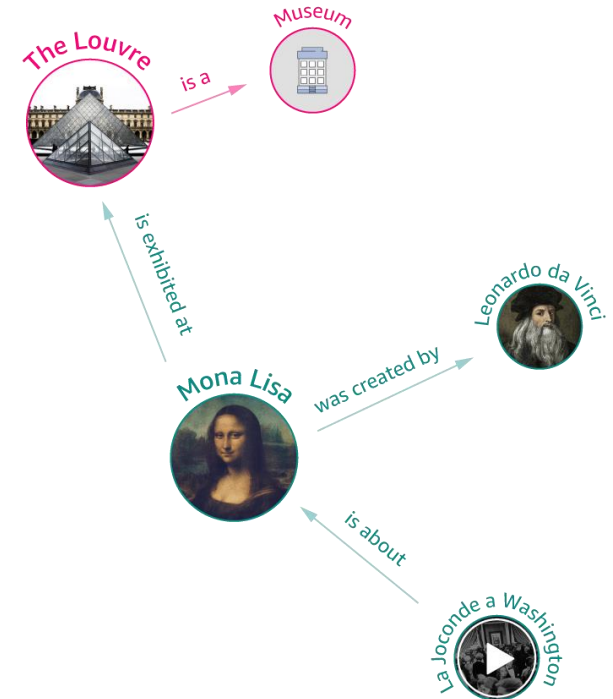 Museum
The Louvre
is a
is exhibited at
Leonardo da Vinci
was created by
Mona Lisa
is about
La Joconde a Washington